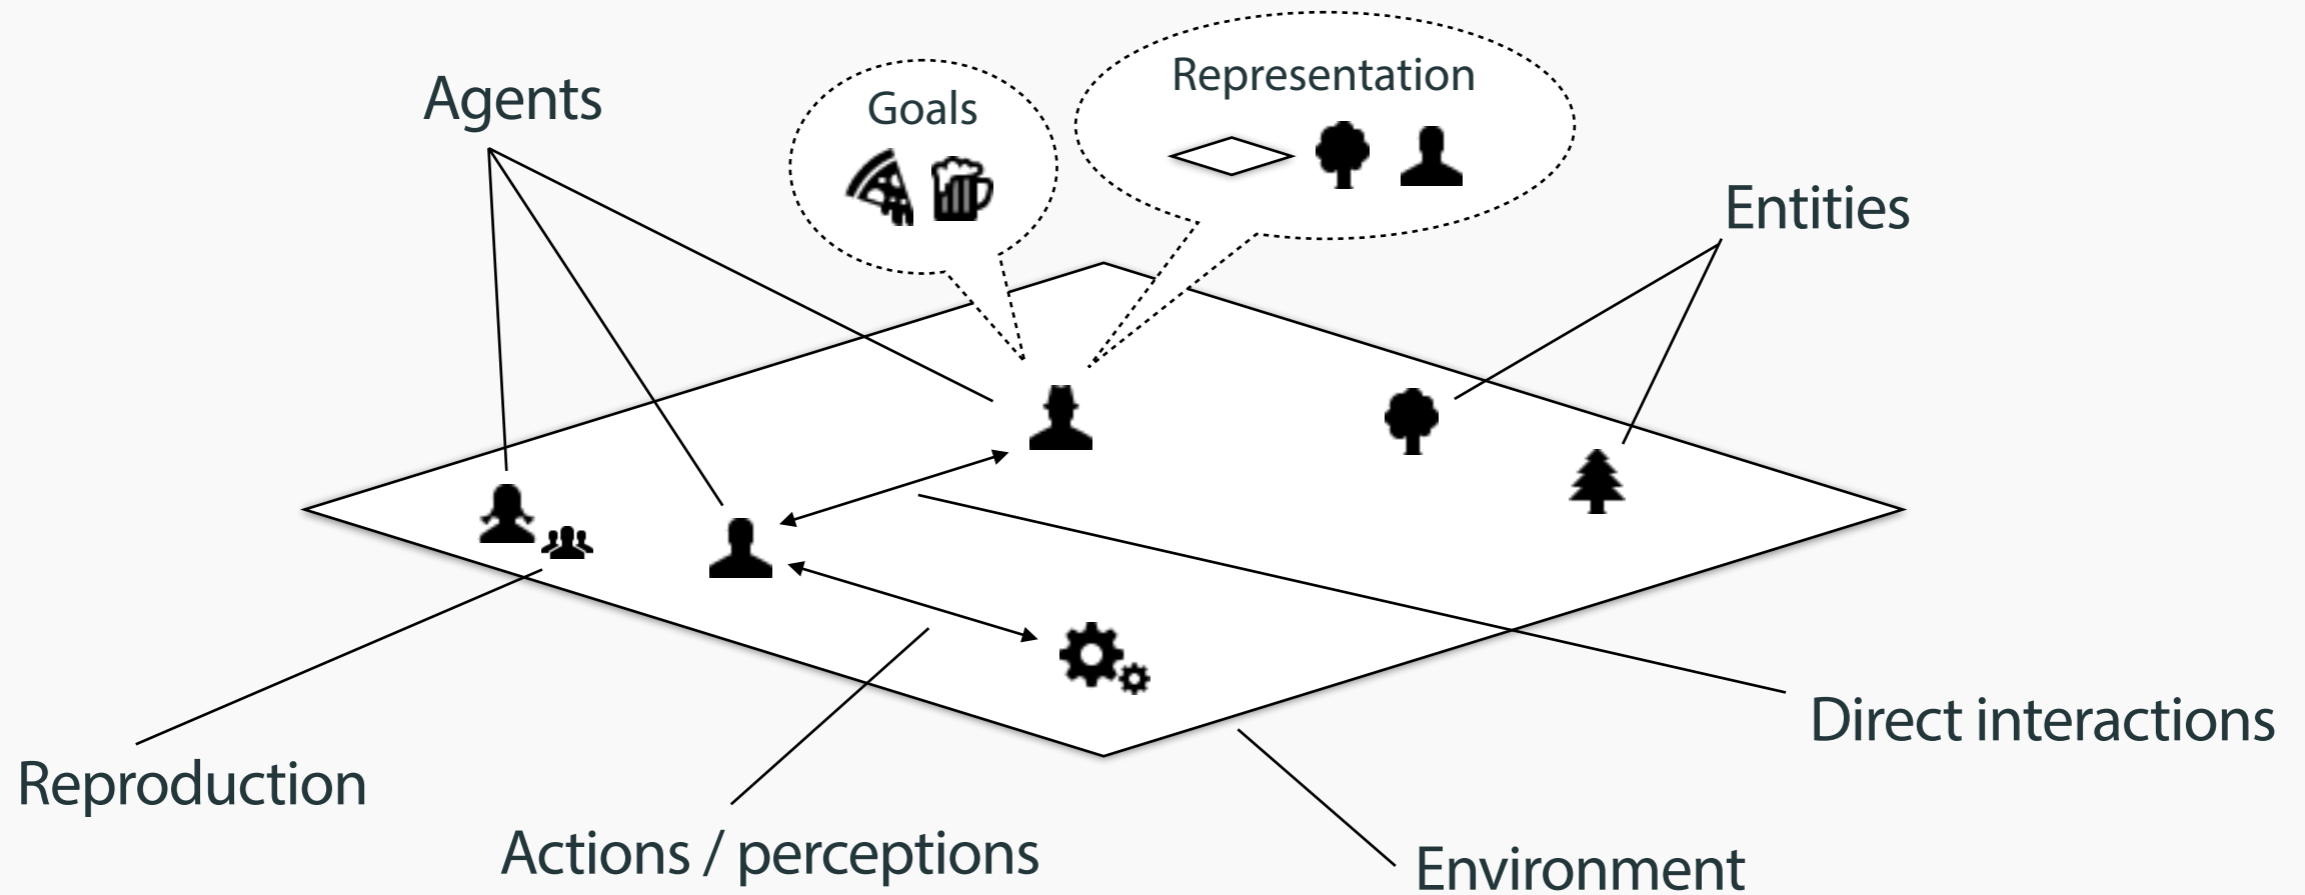 Agents
Goals
Representation
Entities
Reproduction
Actions / perceptions
Environment
Direct interactions